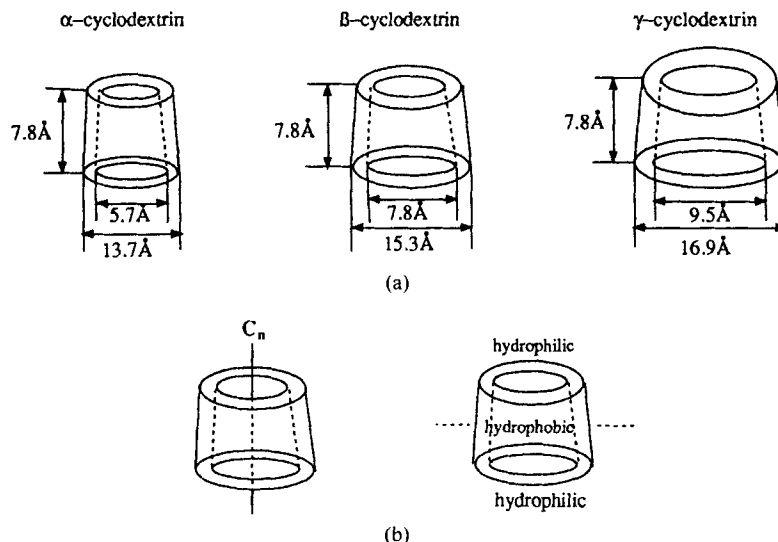 α–cyclodextrin
ß–cyclodextrin
γ–cyclodextrin
7.8Å
7.8Å
7.8Å
5.7Å
7.8Å
9.5Å
13.7Å
15.3Å
16.9Å
(a)
Cn
hydrophilic
hydrophobic
hydrophilic
(b)